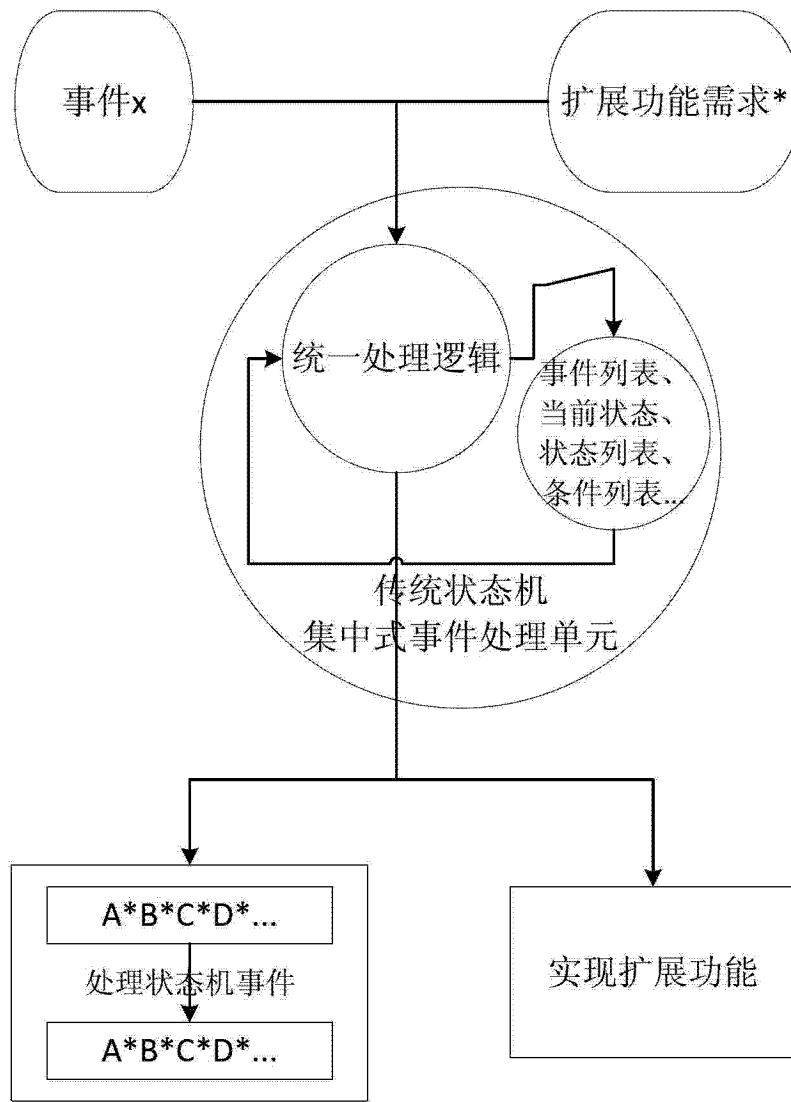 事件x
扩展功能需求*
统一处理逻辑
事件列表、
当前状态、
状态列表、
条件列表...
传统状态机
集中式事件处理单元
A*B*C*D*...
处理状态机事件
A*B*C*D*...
实现扩展功能